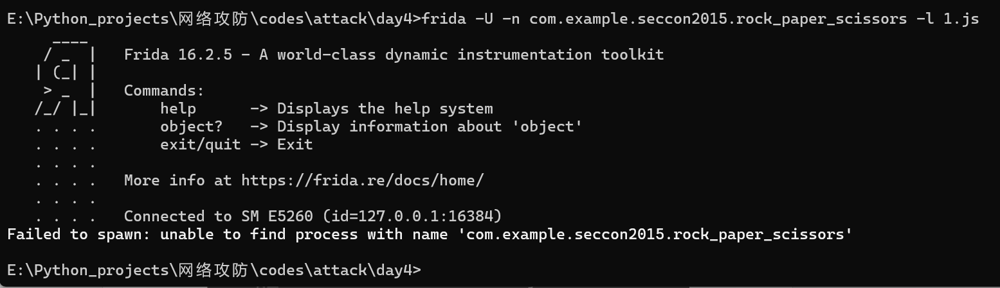 E:\Python_projects\网络攻防\codes\attack\day4>frida -U -n com.example.seccon2015.rock_paper_scissors -l 1.js
     ____
    / _  |   Frida 16.2.5 - A world-class dynamic instrumentation toolkit
   | (_| |
    > _  |   Commands:
   /_/ |_|       help      -> Displays the help system
   . . . .       object?   -> Display information about 'object'
   . . . .       exit/quit -> Exit
   . . . .
   . . . .   More info at https://frida.re/docs/home/
   . . . .
   . . . .   Connected to SM E5260 (id=127.0.0.1:16384)
Failed to spawn: unable to find process with name 'com.example.seccon2015.rock_paper_scissors'
E:\Python_projects\网络攻防\codes\attack\day4>